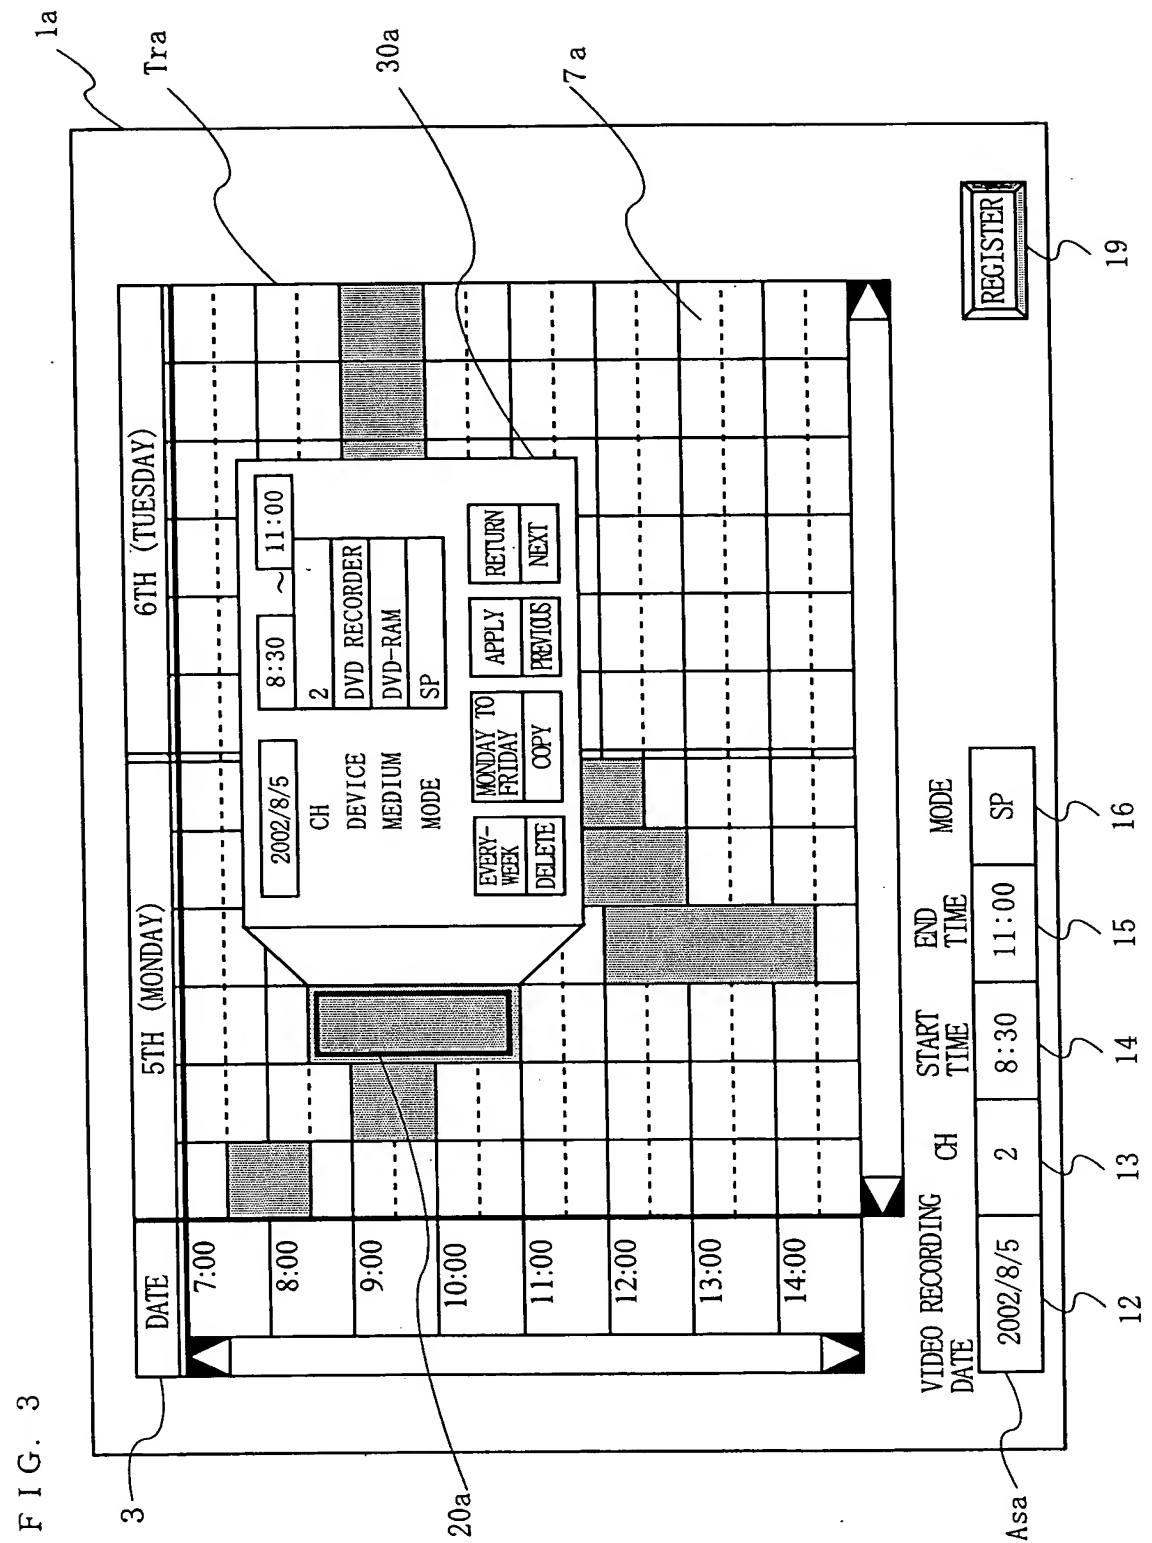 FIG. 3
1a
Tra
30a
7a
3
DATE
5TH (MONDAY)
6TH (TUESDAY)
7:00
8:00
9:00
10:00
11:00
12:00
13:00
14:00
2002/8/5
8:30
~
11:00
CH
2
DEVICE
DVD RECORDER
MEDIUM
DVD-RAM
MODE
SP
EVERY-
WEEK
MONDAY TO
FRIDAY
APPLY
RETURN
DELETE
COPY
PREVIOUS
NEXT
20a
VIDEO RECORDING
DATE
CH
START
TIME
END
TIME
MODE
2002/8/5
2
8:30
11:00
SP
REGISTER
Asa
12
13
14
15
16
19